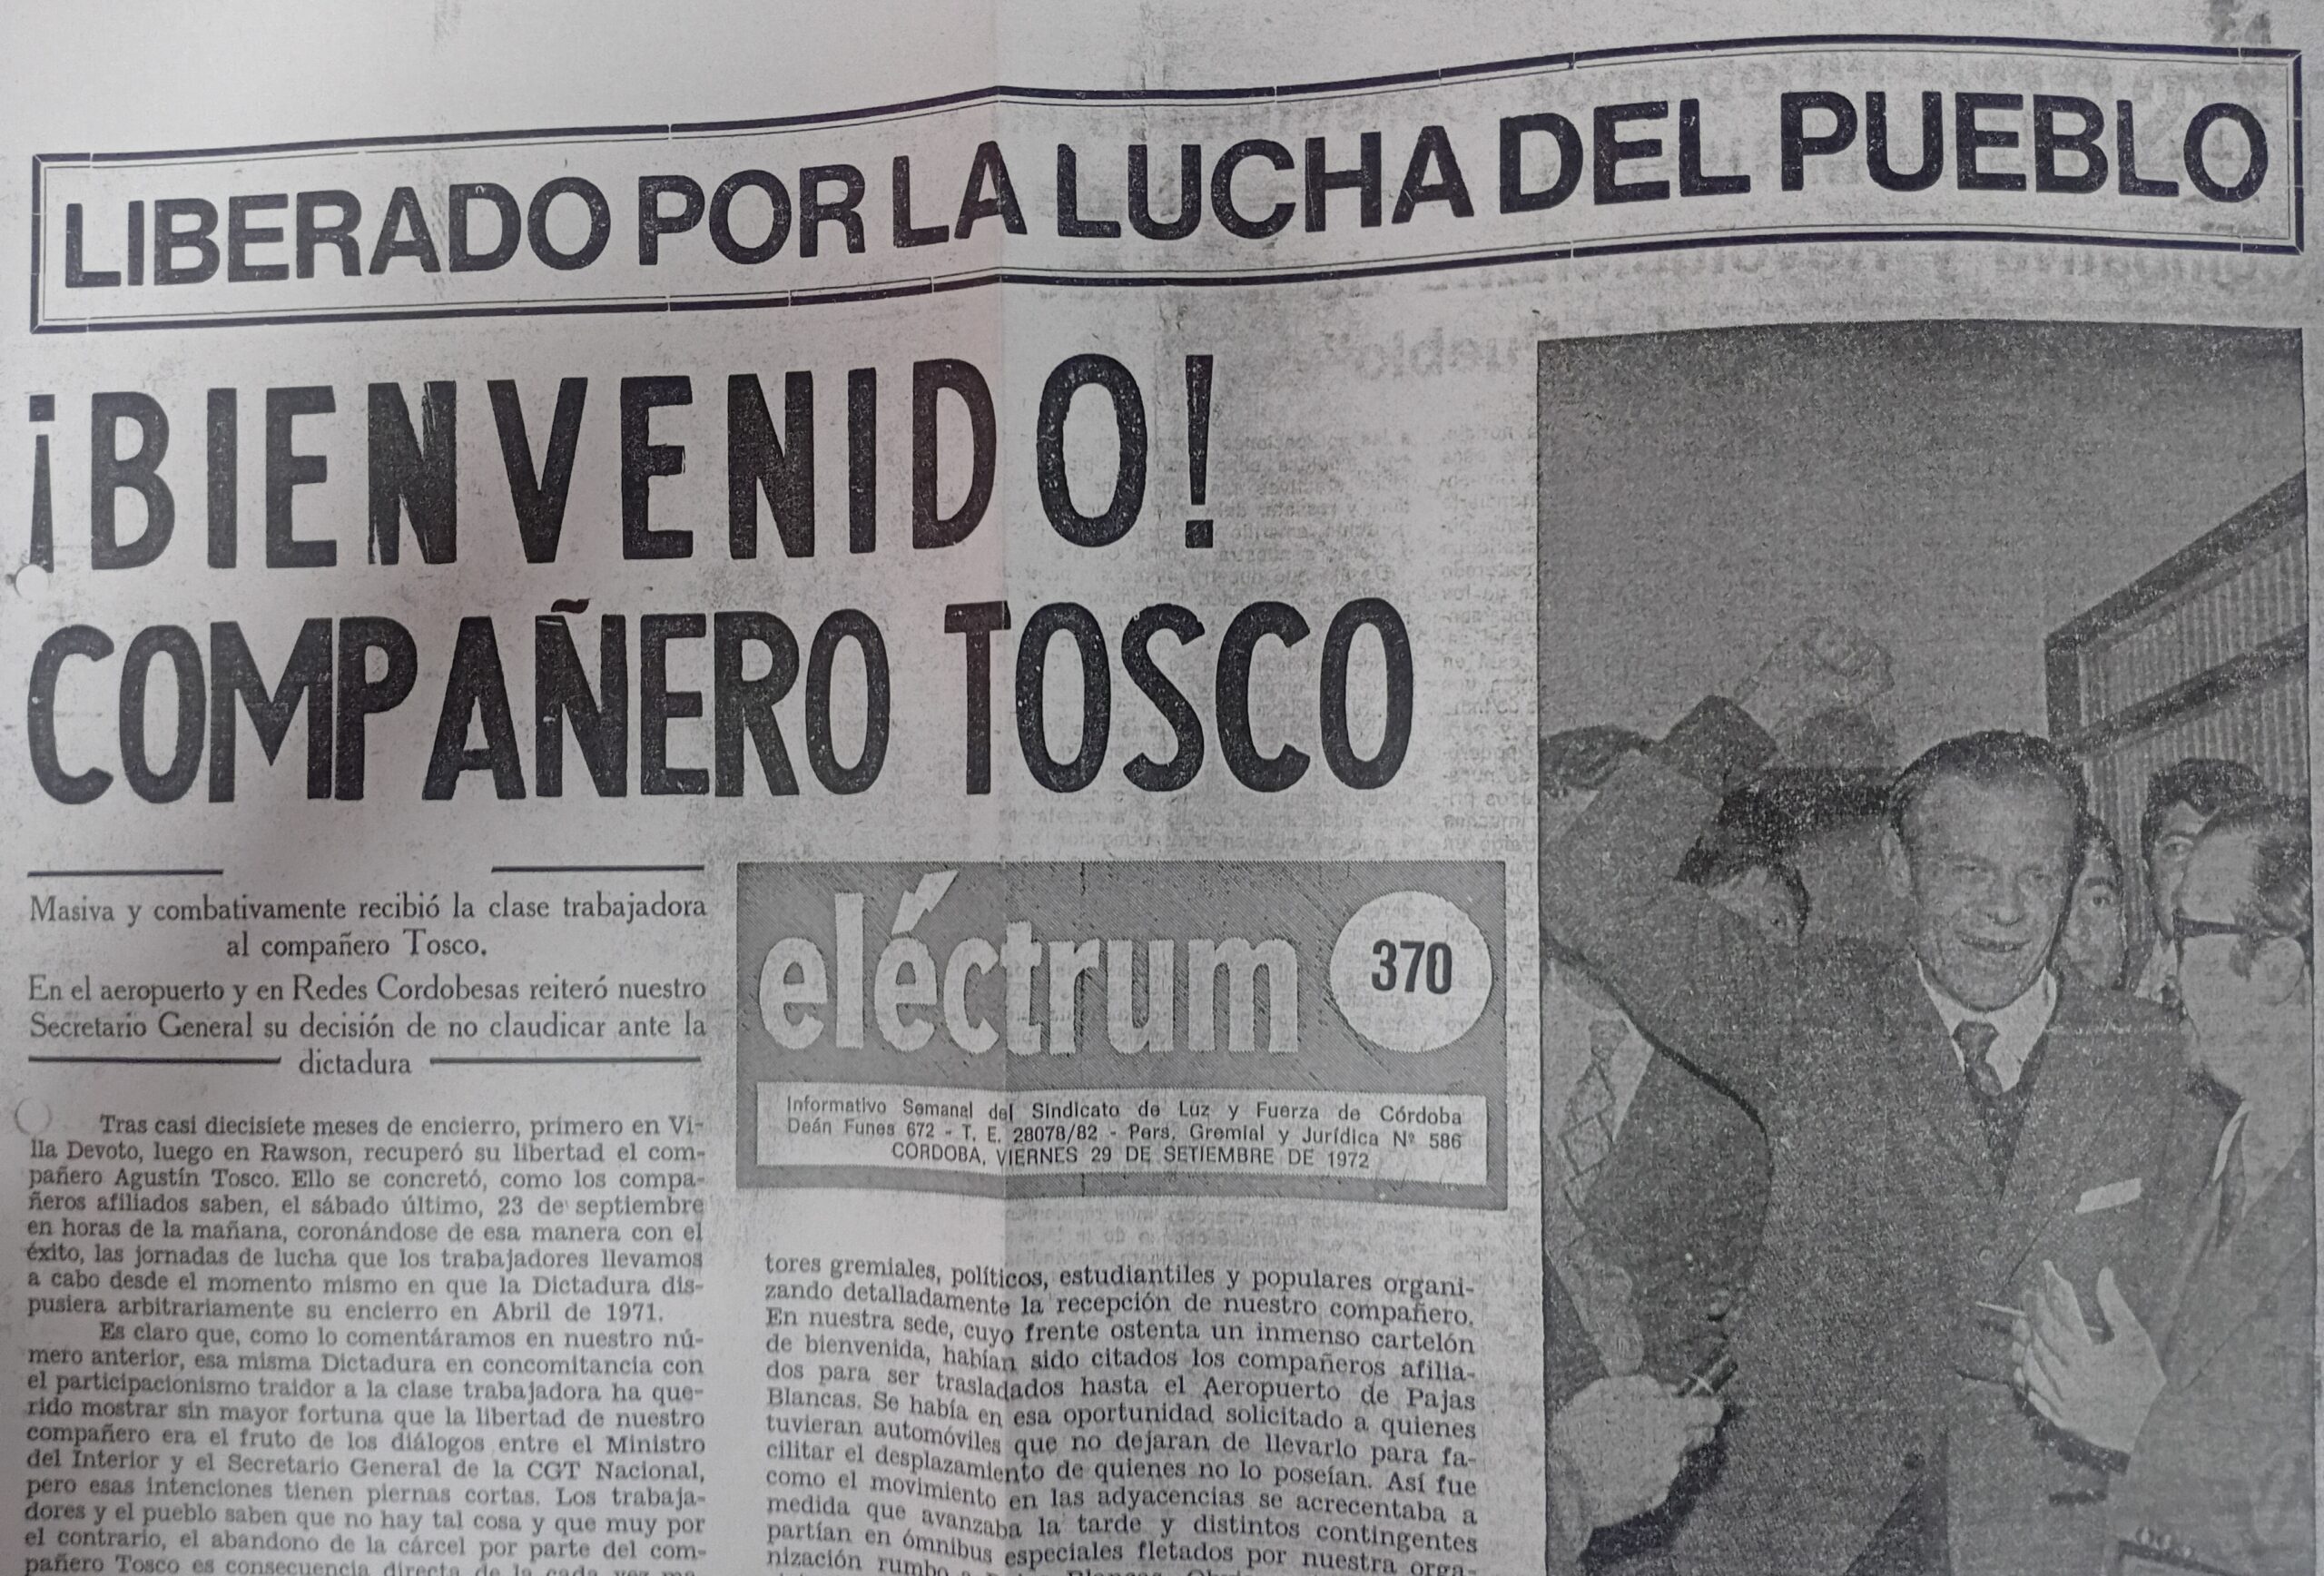 LIBERADO POR LA LUCHA DEL PUEBLO
¡BIENVENIDO!
COMPAÑERO TOSCO
Masiva y combativamente recibió la clase trabajadora
al compañero Tosco.
En el aeropuerto y en Redes Cordobesas reiteró nuestro
Secretario General su decisión de no claudicar ante la
dictadura
Tras casi diecisiete meses de encierro, primero en Vi-
lla Devoto, luego en Rawson, recuperó su libertad el com-
pañero Agustín Tosco. Ello se concretó, como los compa-
ñeros afiliados saben, el sábado último, 23 de septiembre
en horas de la mañana, coronándose de esa manera con el
éxito, las jornadas de lucha que los trabajadores llevamos
a cabo desde el momento mismo en que la Dictadura dis-
pusiera arbitrariamente su encierro en Abril de 1971.
Es claro que, como lo comentáramos en nuestro nú-
mero anterior, esa misma Dictadura en concomitancia con
el participacionismo traidor a la clase trabajadora ha que-
rido mostrar sin mayor fortuna que la libertad de nuestro
compañero era el fruto de los diálogos entre el Ministro
del Interior y el Secretario General de la CGT Nacional,
pero esas intenciones tienen piernas cortas. Los trabaja-
dores y el pueblo saben que no hay tal cosa y que muy por
el contrario, el abandono de la cárcel por parte del com-
pañero Tosco es consecuencia directa de la cada vez
eléctrum
370
Informativo Semanal del Sindicato de Luz y Fuerza de Córdoba
Deán Funes 672 - T. E. 28078/82 - Pers. Gremial y Jurídica Nº 586
CORDOBA, VIERNES 29 DE SETIEMBRE DE 1972
tores gremiales, políticos, estudiantiles y populares organi-
zando detalladamente la recepción de nuestro compañero.
En nuestra sede, cuyo frente ostenta un inmenso cartelón
de bienvenida, habían sido citados los compañeros afilia-
dos para ser trasladados hasta el Aeropuerto de Pajas
Blancas. Se había en esa oportunidad solicitado a quienes
tuvieran automóviles que no dejaran de llevarlo para fa-
cilitar el desplazamiento de quienes no lo poseían. Así fue
como el movimiento en las adyacencias se acrecentaba a
medida que avanzaba la tarde y distintos contingentes
partían en ómnibus especiales fletados por nuestra orga-
nización rumbo